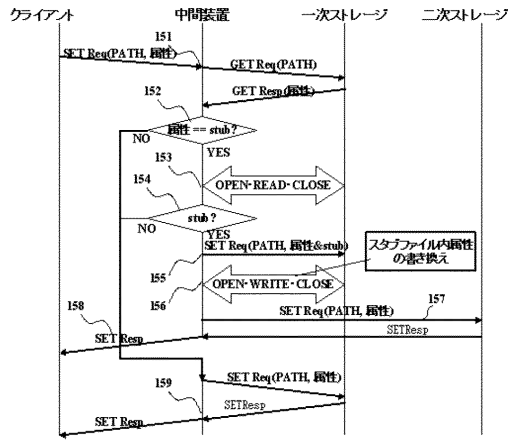 クライアント 中間装置 一次ストレージ 二次ストレージ
151
SET Req(PATH, 属性)
GET Req(PATH)
GET Resp(属性)
152
属性 == stub?
NO
YES
153
OPEN-READ-CLOSE
154
stub?
NO
YES
SET Req(PATH, 属性&stub)
155
スタブファイル内属性
の書き換え
156
OPEN-WRITE-CLOSE
157
SET Req(PATH, 属性)
158
SETResp
SET Resp
SET Req(PATH, 属性)
159
SETResp
SET Resp